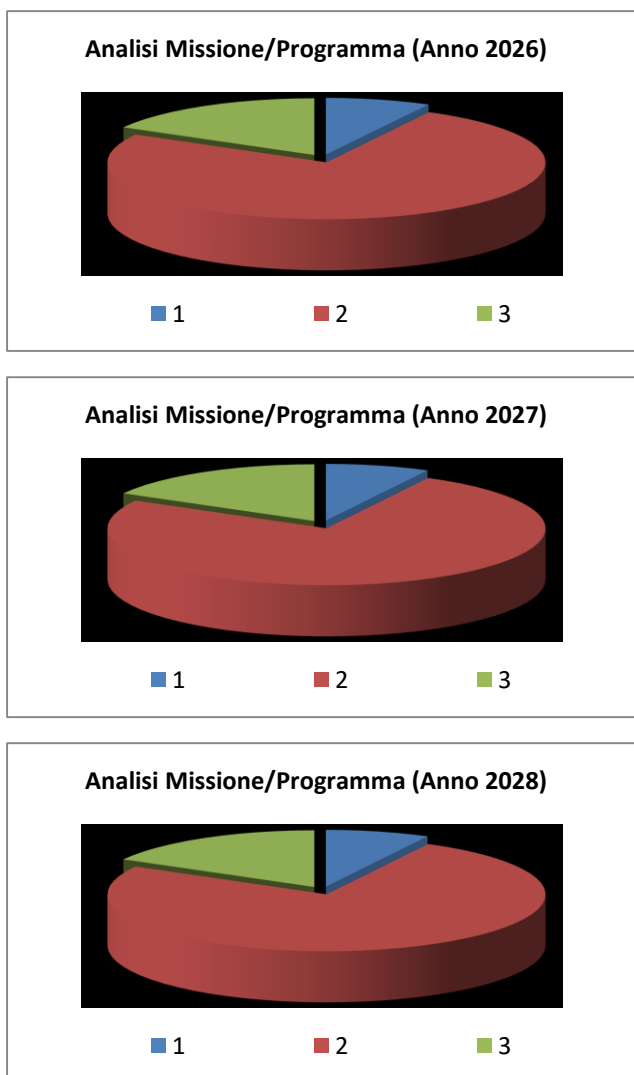 Analisi Missione/Programma (Anno 2026)
1 2 3
Analisi Missione/Programma (Anno 2027)
1 2 3
Analisi Missione/Programma (Anno 2028)
1 2 3